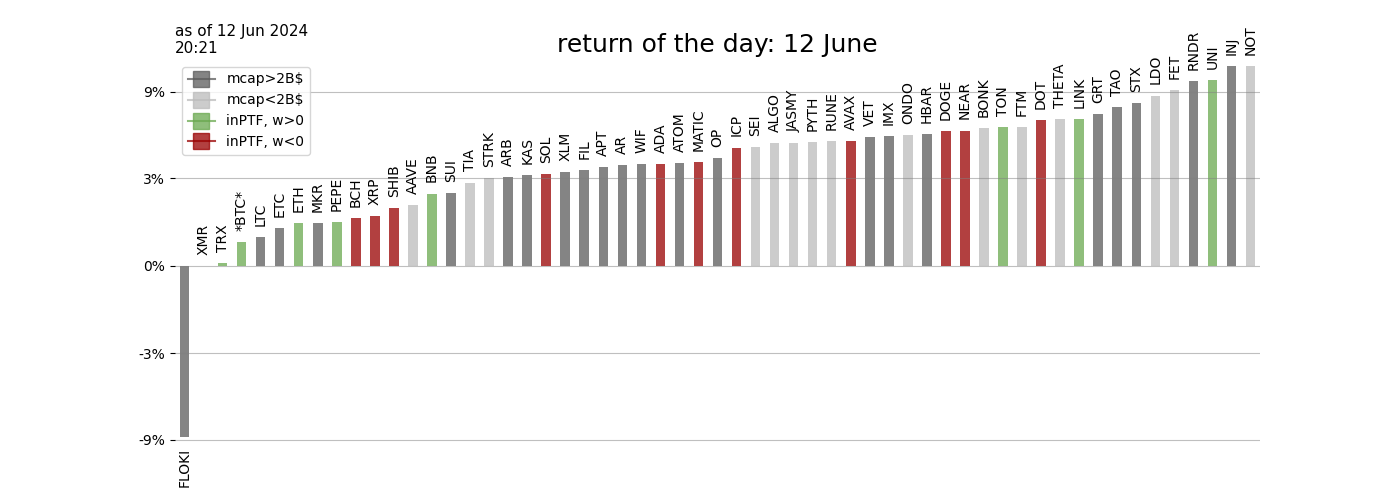 as of 12 Jun 2024
20:21
return of the day: 12 June
mcap>2B$
mcap<2B$
inPTF, w>0
inPTF, w<0
9%
3%
0%
-3%
-9%
FLOKI
XMR
TRX
*BTC*
LTC
ETC
ETH
MKR
PEPE
BCH
XRP
SHIB
AAVE
BNB
SUI
TIA
STRK
ARB
KAS
SOL
XLM
FIL
APT
AR
WIF
ADA
ATOM
MATIC
OP
ICP
SEI
ALGO
JASMY
PYTH
RUNE
AVAX
VET
IMX
ONDO
HBAR
DOGE
NEAR
BONK
TON
FTM
DOT
THETA
LINK
GRT
TAO
STX
LDO
FET
RNDR
UNI
INJ
NOT